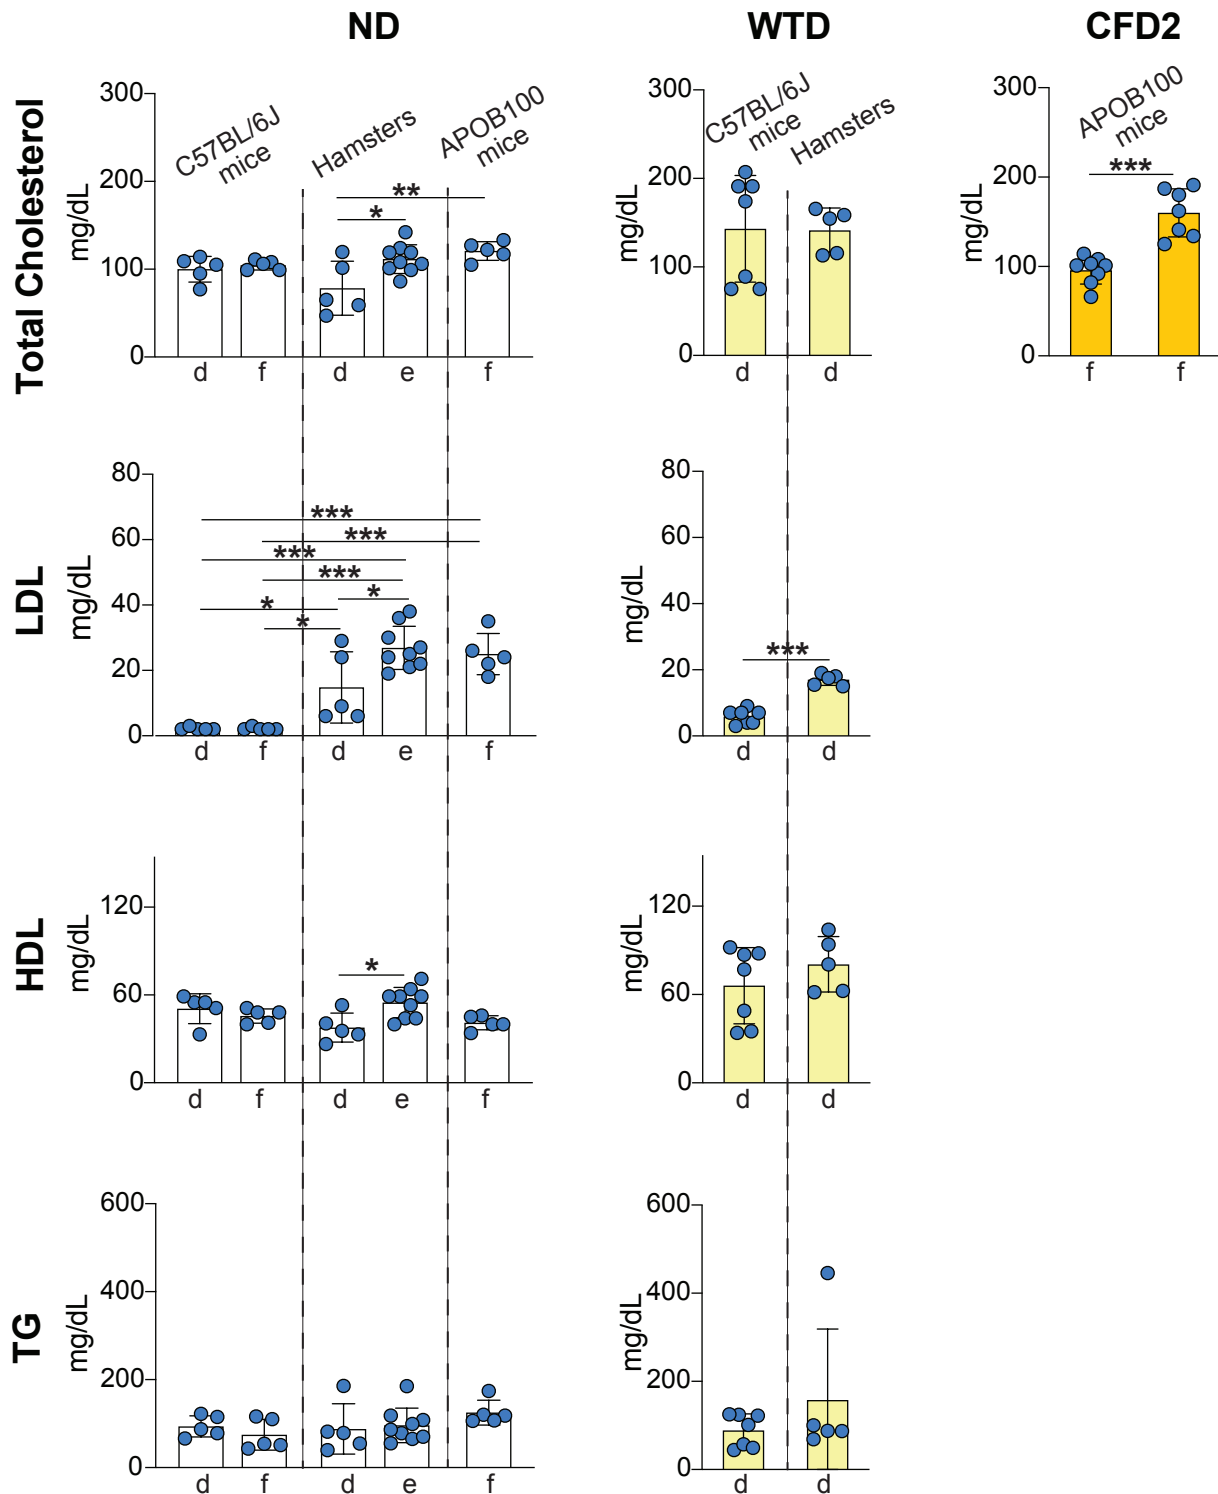 ND
WTD
CFD2
Total Cholesterol
mg/dL
300
200
100
0
C57BL/6J
mice
Hamsters
APOB100
mice
**
*
d
f
d
e
f
mg/dL
300
200
100
0
C57BL/6J
mice
Hamsters
d
d
mg/dL
300
200
100
0
APOB100
mice
***
f
f
LDL
mg/dL
80
60
40
20
0
***
***
***
***
*
*
*
d
f
d
e
f
mg/dL
80
60
40
20
0
***
d
d
HDL
mg/dL
120
60
0
*
d
f
d
e
f
mg/dL
120
60
0
d
d
TG
mg/dL
600
400
200
0
d
f
d
e
f
mg/dL
600
400
200
0
d
d